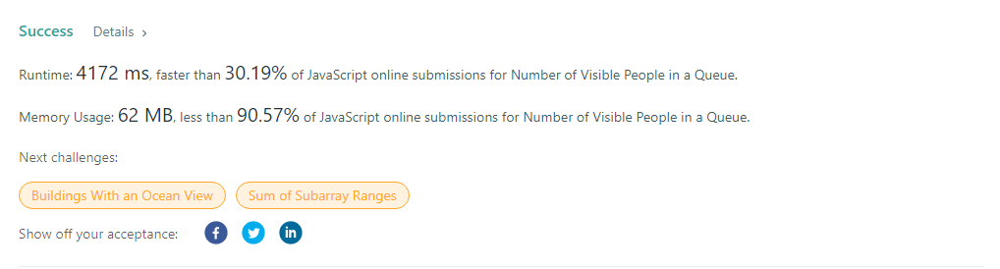 Success Details >
Runtime: 4172 ms, faster than 30.19% of JavaScript online submissions for Number of Visible People in a Queue.
Memory Usage: 62 MB, less than 90.57% of JavaScript online submissions for Number of Visible People in a Queue.
Next challenges:
Buildings With an Ocean View Sum of Subarray Ranges
Show off your acceptance: f in